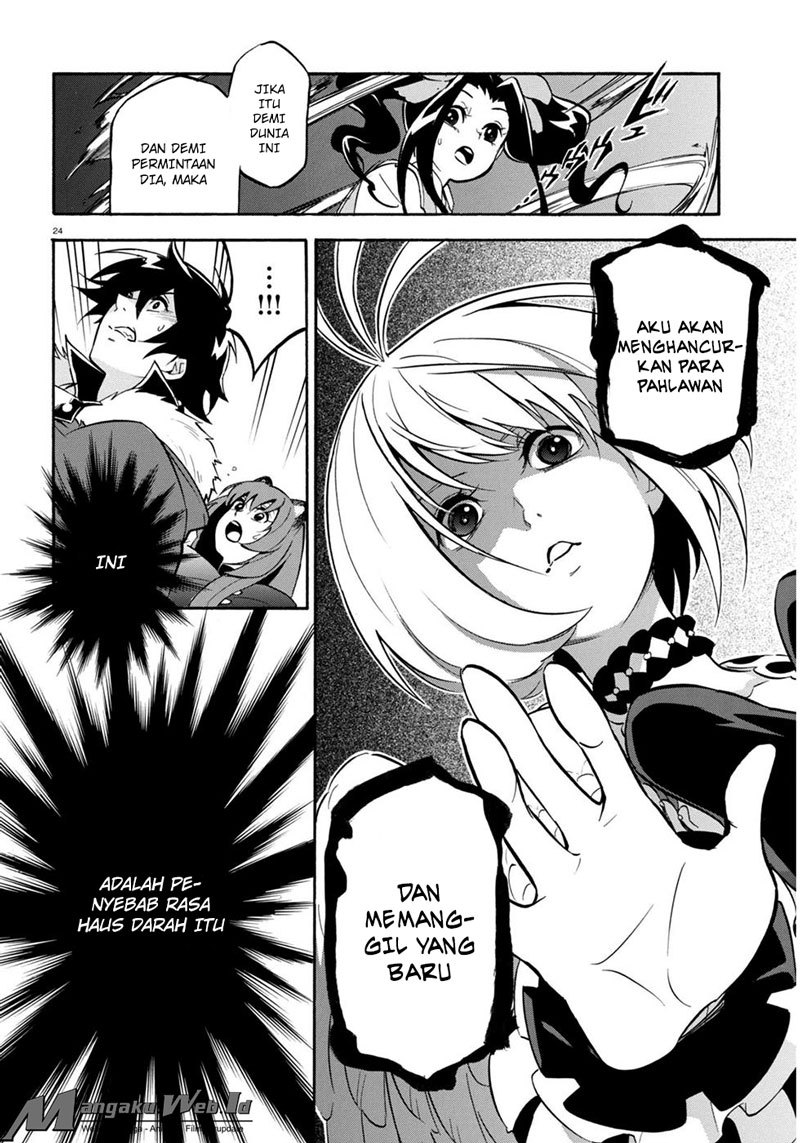 JIKA
ITU
DEMI
DUNIA
INI
DAN DEMI
PERMINTAAN
DIA, MAKA
24
AKU AKAN
MENGHANCUR-
KAN PARA
PAHLAWAN
DAN
MEMANG-
GIL YANG
BARU
...
!!!
INI
ADALAH PE-
NYEBAB RASA
HAUS DARAH ITU
Mangaku Web Id